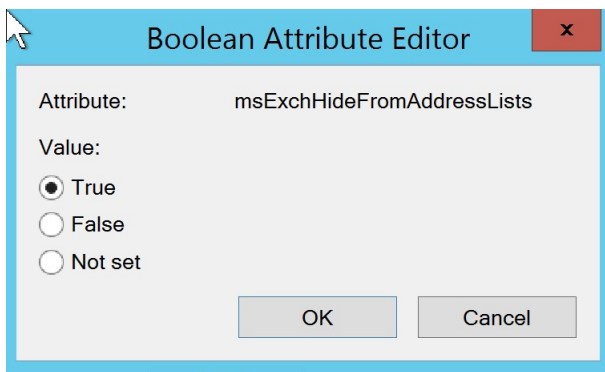 Boolean Attribute Editor x
Attribute: msExchHideFromAddressLists
Value:
True
False
Not set
OK Cancel